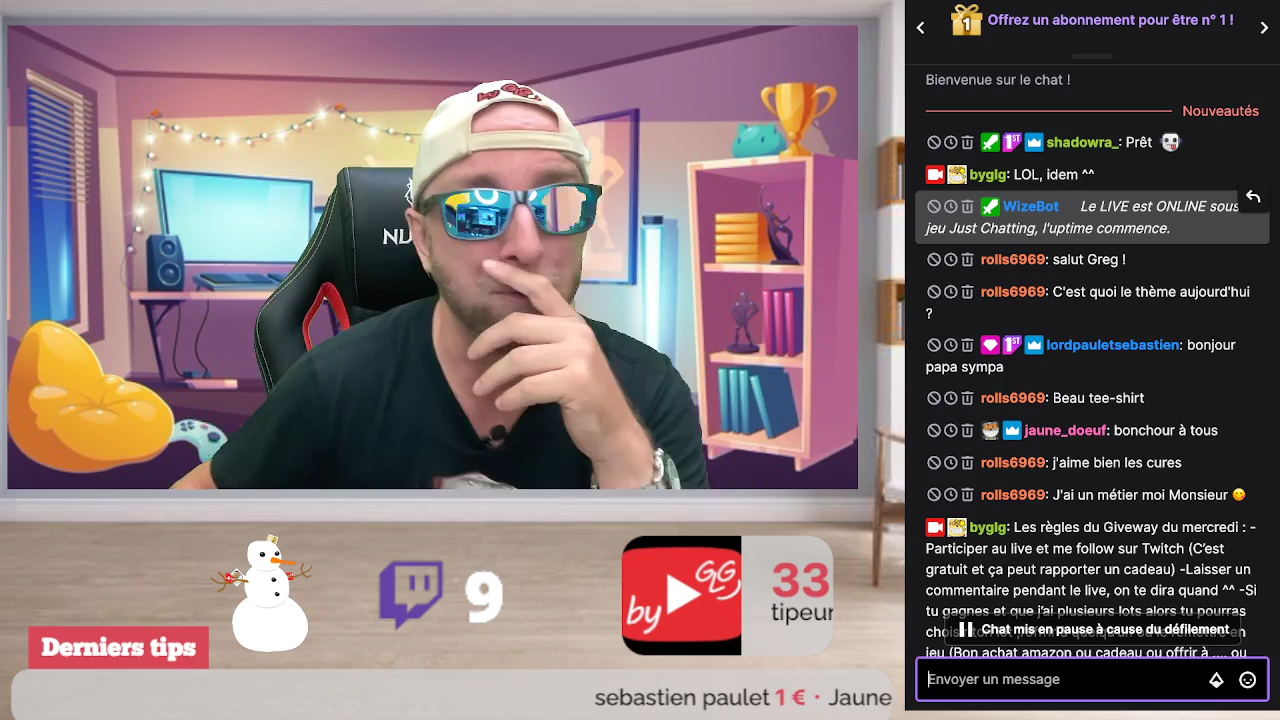 Offrez un abonnement pour être n° 1 !
1
Bienvenue sur le chat !
Nouveautés
shadowra_: Prêt
byglg: LOL, idem ^^
WizeBot Le LIVE est ONLINE sous
jeu Just Chatting, l'uptime commence.
rolls6969: salut Greg !
rolls6969: C'est quoi le thème aujourd'hui
?
lordpauletsebastien: bonjour
papa sympa
rolls6969: Beau tee-shirt
jaune_doeuf: bonchour à tous
rolls6969: j'aime bien les cures
rolls6969: J'ai un métier moi Monsieur
byglg: Les règles du Giveway du mercredi : -
Participer au live et me follow sur Twitch (C'est
gratuit et ça peut rapporter un cadeau) -Laisser un
commentaire pendant le live, on te dira quand ^^ -Si
tu gagnes et que j'ai plusieurs lots alors tu pourras
Chat mis en pause à cause du défilement
jeu (Bon achat amazon ou cadeau ou offrir à .... ou
Envoyer un message
9
by GG
33
tipeur
Derniers tips
sebastien paulet 1 € · Jaune